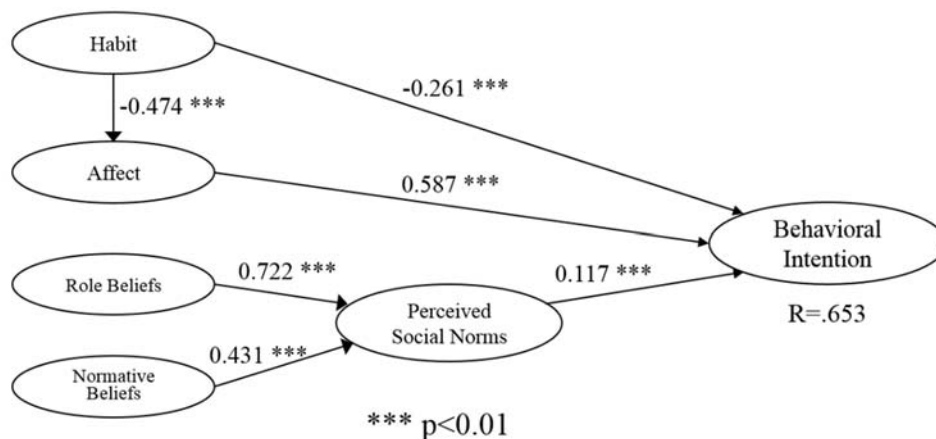 Habit
-0.261 ***
-0.474 ***
Affect
0.587 ***
Behavioral
Intention
Role Beliefs
0.722 ***
0.117 ***
Perceived
Social Norms
R=.653
Normative
Beliefs
0.431 ***
*** p<0.01